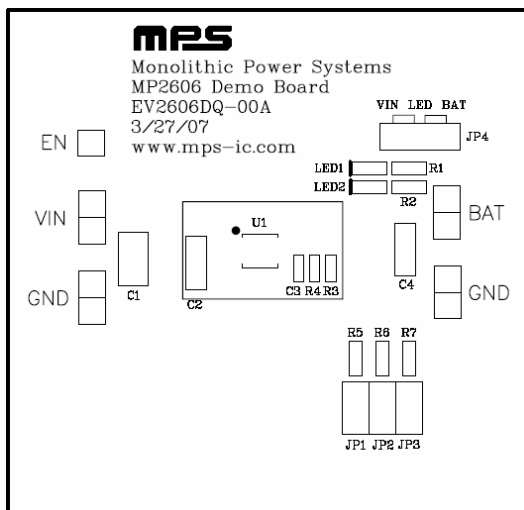 mps
Monolithic Power Systems
MP2606 Demo Board
EV2606DQ-00A
3/27/07
www.mps-ic.com
VIN LED BAT
JP4
EN
LED1 R1
LED2 R2
VIN
BAT
U1
GND
C1
C2
C3 R4 R3
C4
GND
R5 R6 R7
JP1 JP2 JP3